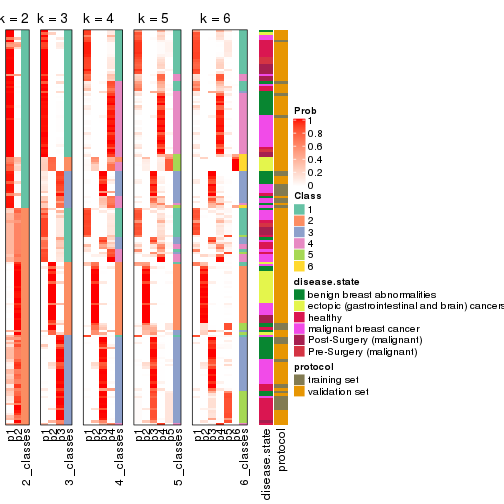 k = 2 k = 3 k = 4 k = 5 k = 6
Prob
1
0.8
0.6
0.4
0.2
0
Class
1
2
3
4
5
6
disease.state
benign breast abnormalities
ectopic (gastrointestinal and brain) cancers
healthy
malignant breast cancer
Post-Surgery (malignant)
Pre-Surgery (malignant)
protocol
training set
validation set
p1
p2
2_classes
p1
p2
p3
3_classes
p1
p2
p3
p4
4_classes
p1
p2
p3
p4
p5
5_classes
p1
p2
p3
p4
p5
p6
6_classes
disease.state
protocol